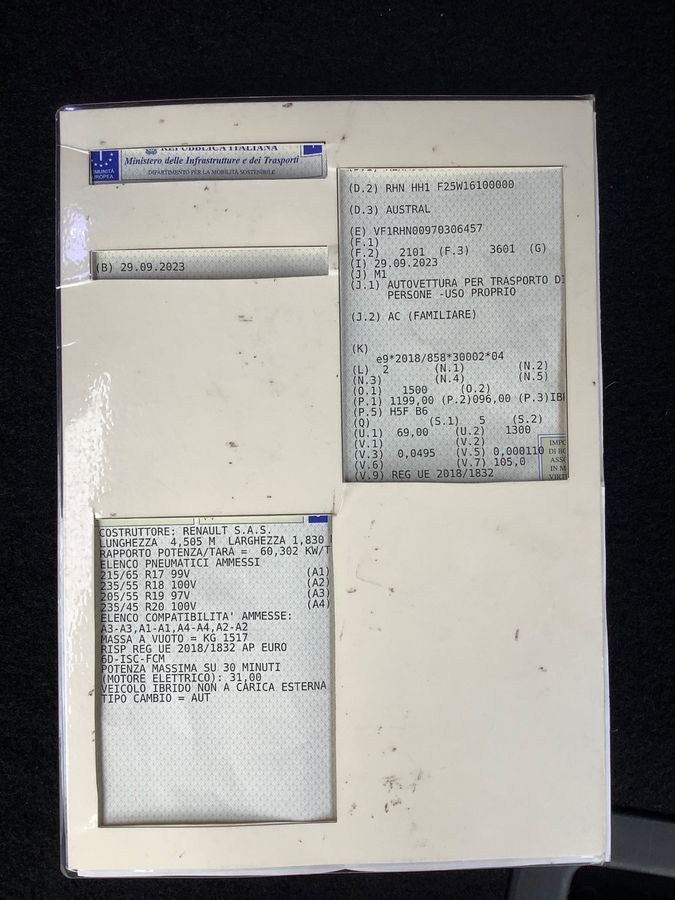 REPUBBLICA ITALIANA
Ministero delle Infrastrutture e dei Trasporti
DIPARTIMENTO PER LA MOBILITÀ SOSTENIBILE
(B) 29.09.2023
(D.2) RHN HH1 F25W16100000
(D.3) AUSTRAL
(E) VF1RHN00970306457
(F.1)
(F.2) 2101 (F.3) 3601 (G)
(I) 29.09.2023
(J) M1
(J.1) AUTOVETTURA PER TRASPORTO DI
PERSONE -USO PROPRIO
(J.2) AC (FAMILIARE)
(K)
e9*2018/858*30002*04
(L) 2 (N.1) (N.2)
(N.3) (N.4) (N.5)
(O.1) 1500 (O.2)
(P.1) 1199,00 (P.2)096,00 (P.3)IB
(P.5) H5F B6
(Q) (S.1) 5 (S.2)
(U.1) 69,00 (U.2) 1300
(V.1) (V.2)
(V.3) 0,0495 (V.5) 0,000110
(V.6) (V.7) 105,0
(V.9) REG UE 2018/1832
COSTRUTTORE: RENAULT S.A.S.
LUNGHEZZA 4,505 M LARGHEZZA 1,830
RAPPORTO POTENZA/TARA = 60,302 KW/T
ELENCO PNEUMATICI AMMESSI
215/65 R17 99V (A1)
235/55 R18 100V (A2)
205/55 R19 97V (A3)
235/45 R20 100V (A4)
ELENCO COMPATIBILITA' AMMESSE:
A3-A3,A1-A1,A4-A4,A2-A2
MASSA A VUOTO = KG 1517
RISP REG UE 2018/1832 AP EURO
6D-ISC-FCM
POTENZA MASSIMA SU 30 MINUTI
(MOTORE ELETTRICO): 31,00
VEICOLO IBRIDO NON A CARICA ESTERNA
TIPO CAMBIO = AUT